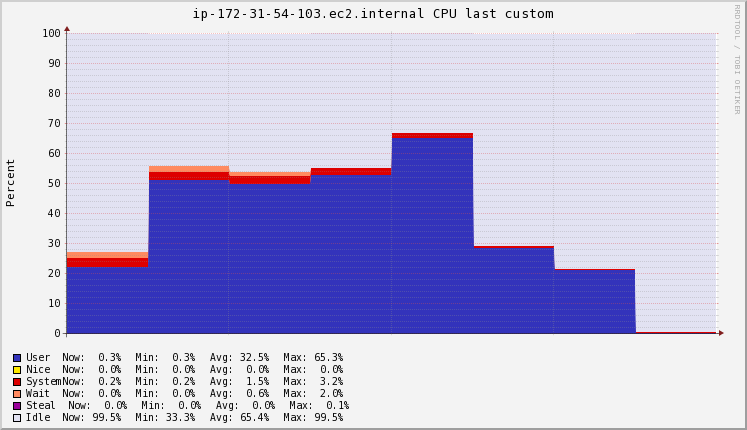 ip-172-31-54-103.ec2.internal CPU last custom
RRDTOOL / TOBI OETIKER
Percent
100
90
80
70
60
50
40
30
20
10
0
User Now: 0.3% Min: 0.3% Avg: 32.5% Max: 65.3%
Nice Now: 0.0% Min: 0.0% Avg: 0.0% Max: 0.0%
System Now: 0.2% Min: 0.2% Avg: 1.5% Max: 3.2%
Wait Now: 0.0% Min: 0.0% Avg: 0.6% Max: 2.0%
Steal Now: 0.0% Min: 0.0% Avg: 0.0% Max: 0.1%
Idle Now: 99.5% Min: 33.3% Avg: 65.4% Max: 99.5%